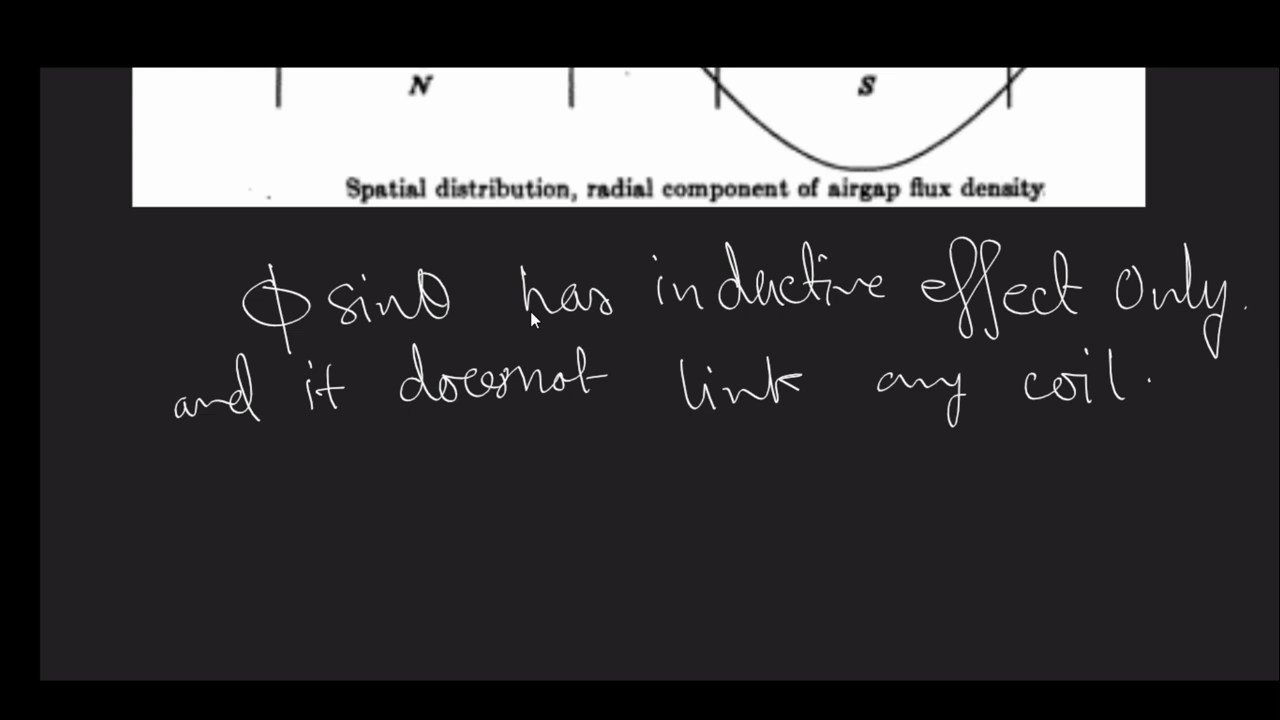 N S
Spatial distribution, radial component of airgap flux density
ϕ sinθ has inductive effect only.
and it doesnot link any coil.